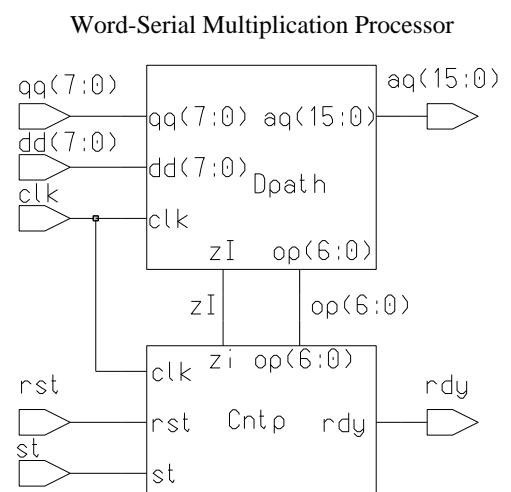 Word-Serial Multiplication Processor
qq(7:0)
aq(15:0)
qq(7:0) aq(15:0)
dd(7:0)
dd(7:0)
Dpath
clk
clk
zI op(6:0)
zI op(6:0)
zi op(6:0)
clk
rst
rdy
rst Cntp rdy
st
st